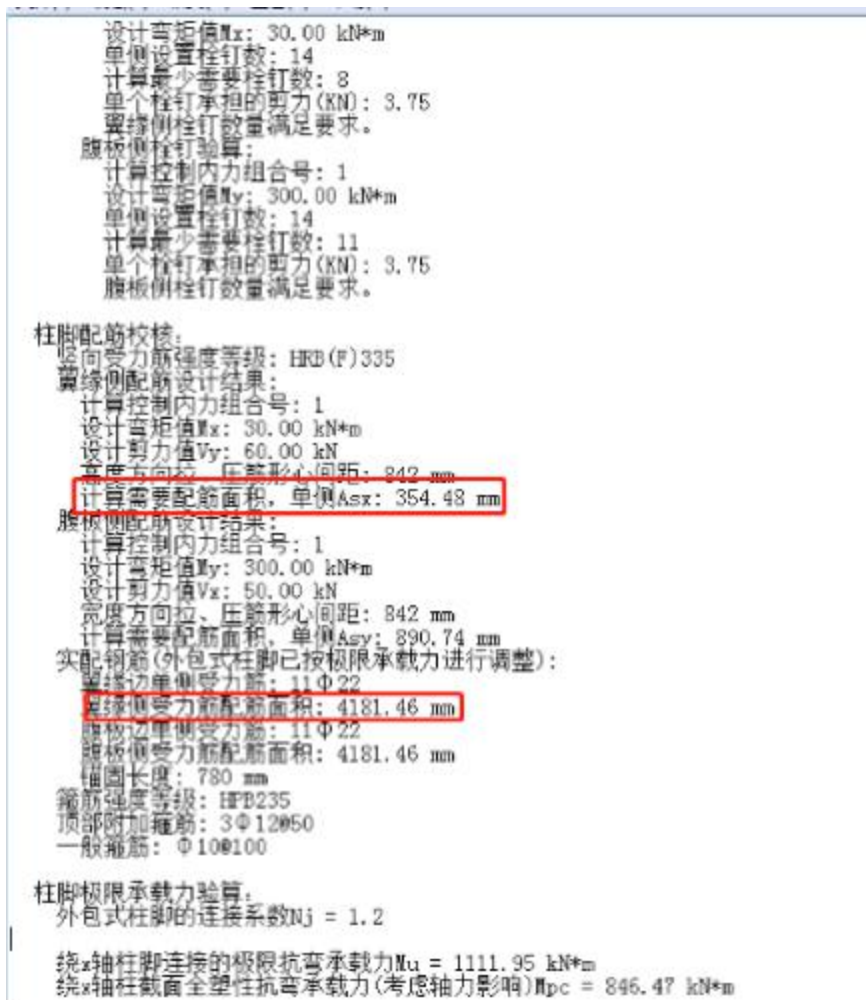 设计弯矩值Mx: 30.00 kN*m
单侧设置栓钉数: 14
计算最少需要栓钉数: 8
单个栓钉承担的剪力(KN): 3.75
翼缘侧栓钉数量满足要求。
腹板侧栓钉验算:
计算控制内力组合号: 1
设计弯矩值My: 300.00 kN*m
单侧设置栓钉数: 14
计算最少需要栓钉数: 11
单个栓钉承担的剪力(KN): 3.75
腹板侧栓钉数量满足要求。
柱脚配筋校核:
竖向受力筋强度等级: HRB(F)335
翼缘侧配筋设计结果:
计算控制内力组合号: 1
设计弯矩值Mx: 30.00 kN*m
设计剪力值Vy: 60.00 kN
高度方向拉、压筋形心间距: 842 mm
计算需要配筋面积, 单侧Asx: 354.48 mm
腹板侧配筋设计结果:
计算控制内力组合号: 1
设计弯矩值My: 300.00 kN*m
设计剪力值Vx: 50.00 kN
宽度方向拉、压筋形心间距: 842 mm
计算需要配筋面积, 单侧Asy: 890.74 mm
实配钢筋(外包式柱脚已按极限承载力进行调整):
翼缘边单侧受力筋: 11Φ22
翼缘侧受力筋配筋面积: 4181.46 mm
腹板边单侧受力筋: 11Φ22
腹板侧受力筋配筋面积: 4181.46 mm
锚固长度: 780 mm
箍筋强度等级: HPB235
顶部附加箍筋: 3Φ12@50
一般箍筋: Φ10@100
柱脚极限承载力验算:
外包式柱脚的连接系数Nj = 1.2
绕x轴柱脚连接的极限抗弯承载力Mu = 1111.95 kN*m
绕x轴柱截面全塑性抗弯承载力(考虑轴力影响)Mpc = 846.47 kN*m